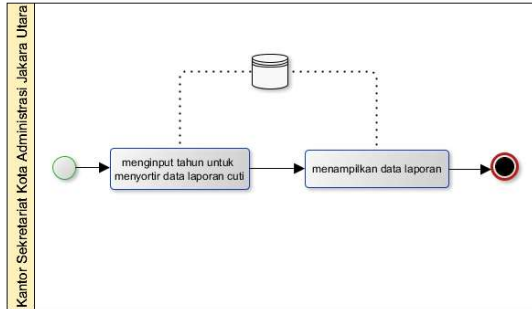 Kantor Sekretariat Kota Administrasi Jakara Utara
menginput tahun untuk
menyortir data laporan cuti
menampilkan data laporan